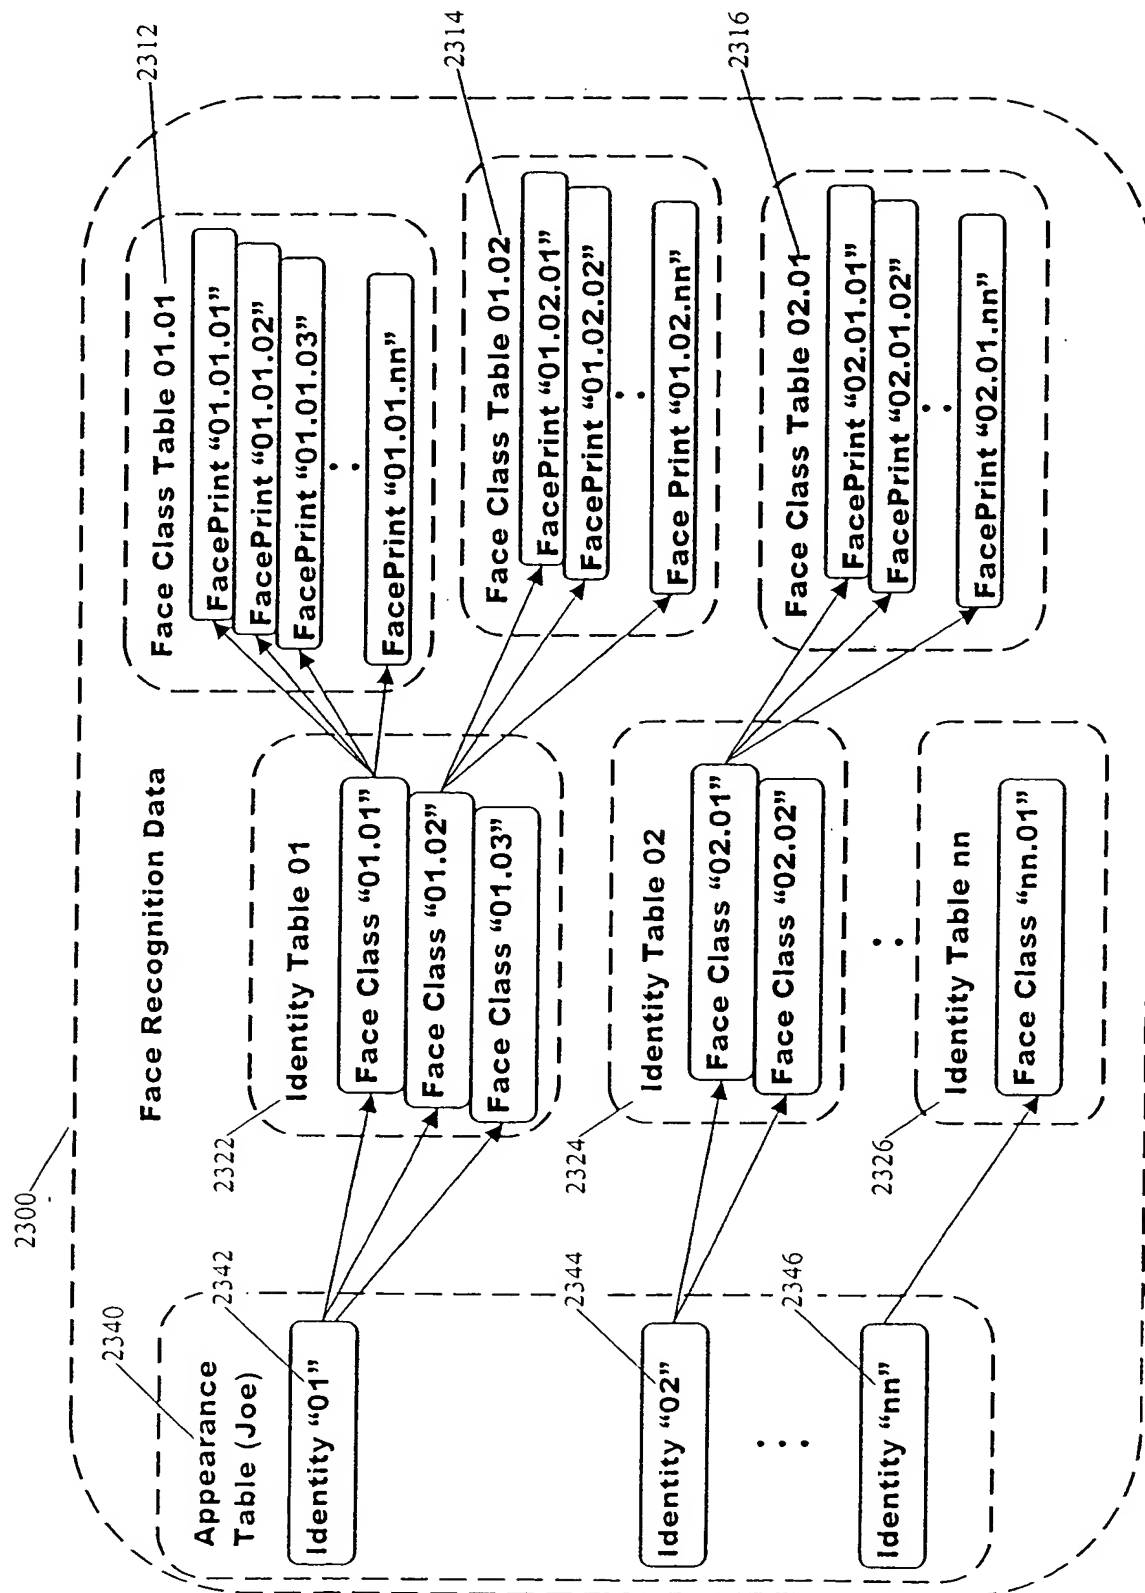 2300
Face Recognition Data
2340
Appearance
Table (Joe)
2342
Identity “01”
2344
Identity “02”
2346
Identity “nn”
2322
Identity Table 01
Face Class “01.01”
Face Class “01.02”
Face Class “01.03”
2324
Identity Table 02
Face Class “02.01”
Face Class “02.02”
2326
Identity Table nn
Face Class “nn.01”
2312
Face Class Table 01.01
FacePrint “01.01.01”
FacePrint “01.01.02”
FacePrint “01.01.03”
FacePrint “01.01.nn”
2314
Face Class Table 01.02
FacePrint “01.02.01”
FacePrint “01.02.02”
Face Print “01.02.nn”
2316
Face Class Table 02.01
FacePrint “02.01.01”
FacePrint “02.01.02”
FacePrint “02.01.nn”